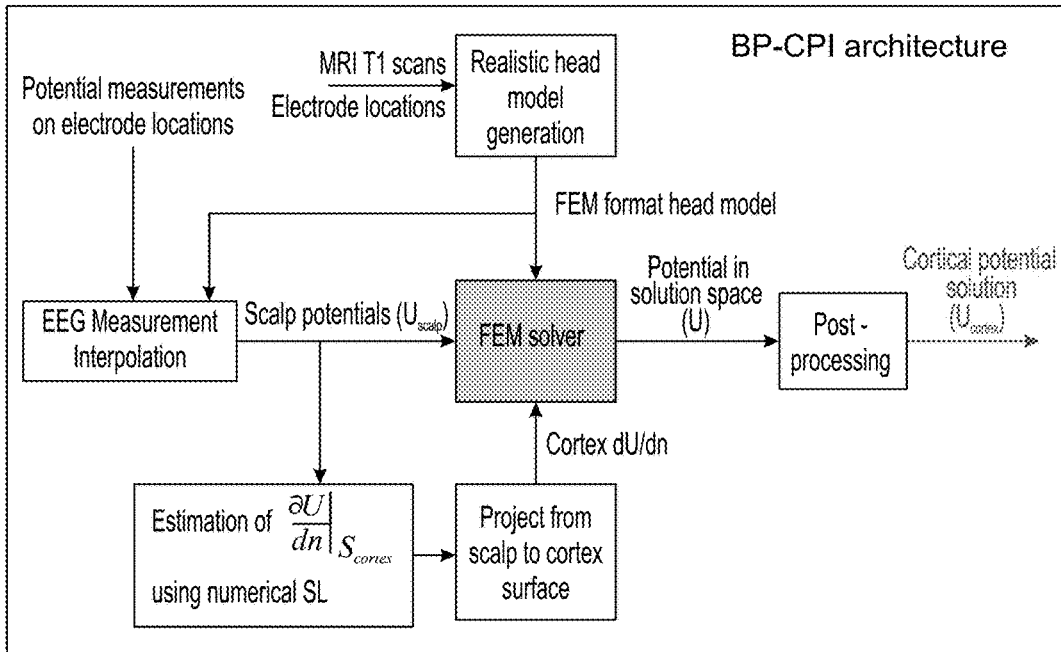 BP-CPI architecture
MRI T1 scans
Electrode locations
Realistic head
model
generation
Potential measurements
on electrode locations
FEM format head model
EEG Measurement
Interpolation
Scalp potentials (U_scalp)
FEM solver
Potential in
solution space
(U)
Post -
processing
Cortical potential
solution
(U_cortex)
Cortex dU/dn
Estimation of ∂U/dn|S_cortex
using numerical SL
Project from
scalp to cortex
surface